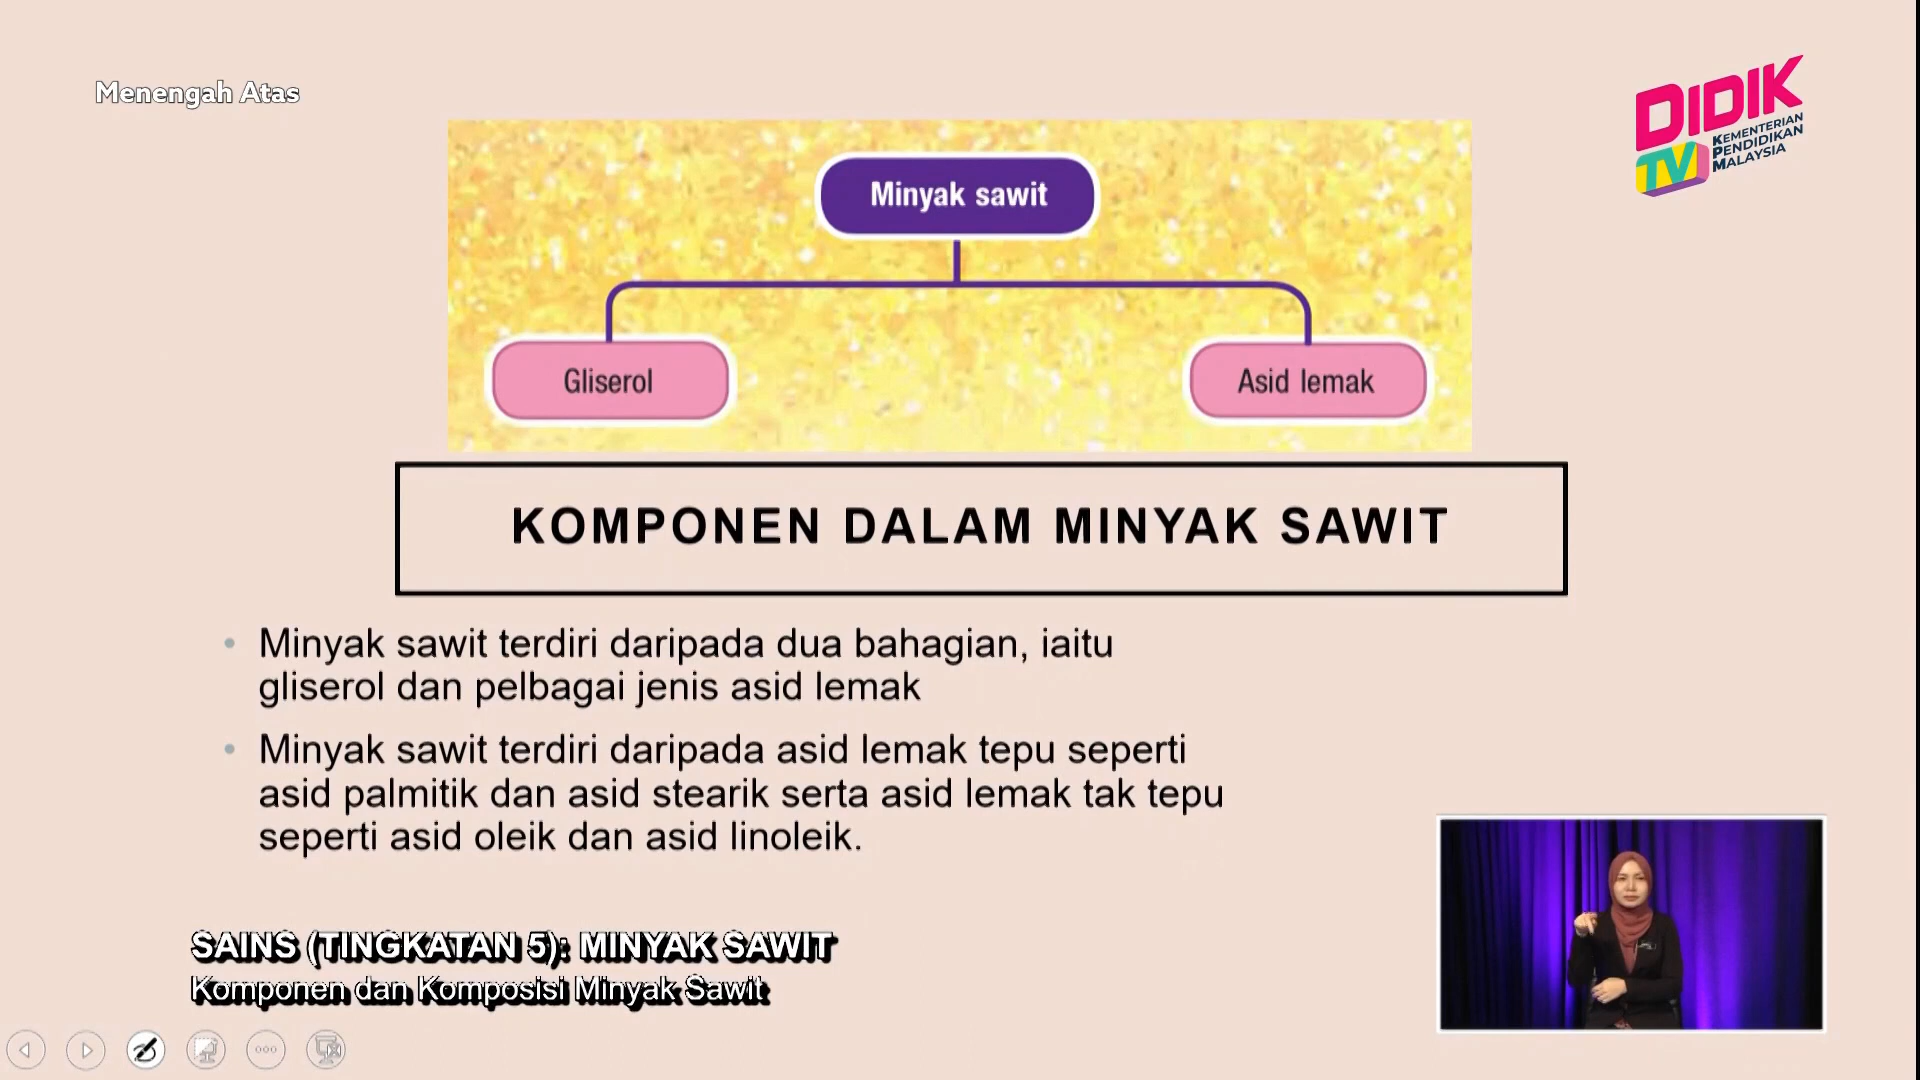 Menengah Atas
DIDIK
TV
KEMENTERIAN
PENDIDIKAN
MALAYSIA
Minyak sawit
Gliserol
Asid lemak
KOMPONEN DALAM MINYAK SAWIT
• Minyak sawit terdiri daripada dua bahagian, iaitu
gliserol dan pelbagai jenis asid lemak
• Minyak sawit terdiri daripada asid lemak tepu seperti
asid palmitik dan asid stearik serta asid lemak tak tepu
seperti asid oleik dan asid linoleik.
SAINS (TINGKATAN 5): MINYAK SAWIT
Komponen dan Komposisi Minyak Sawit